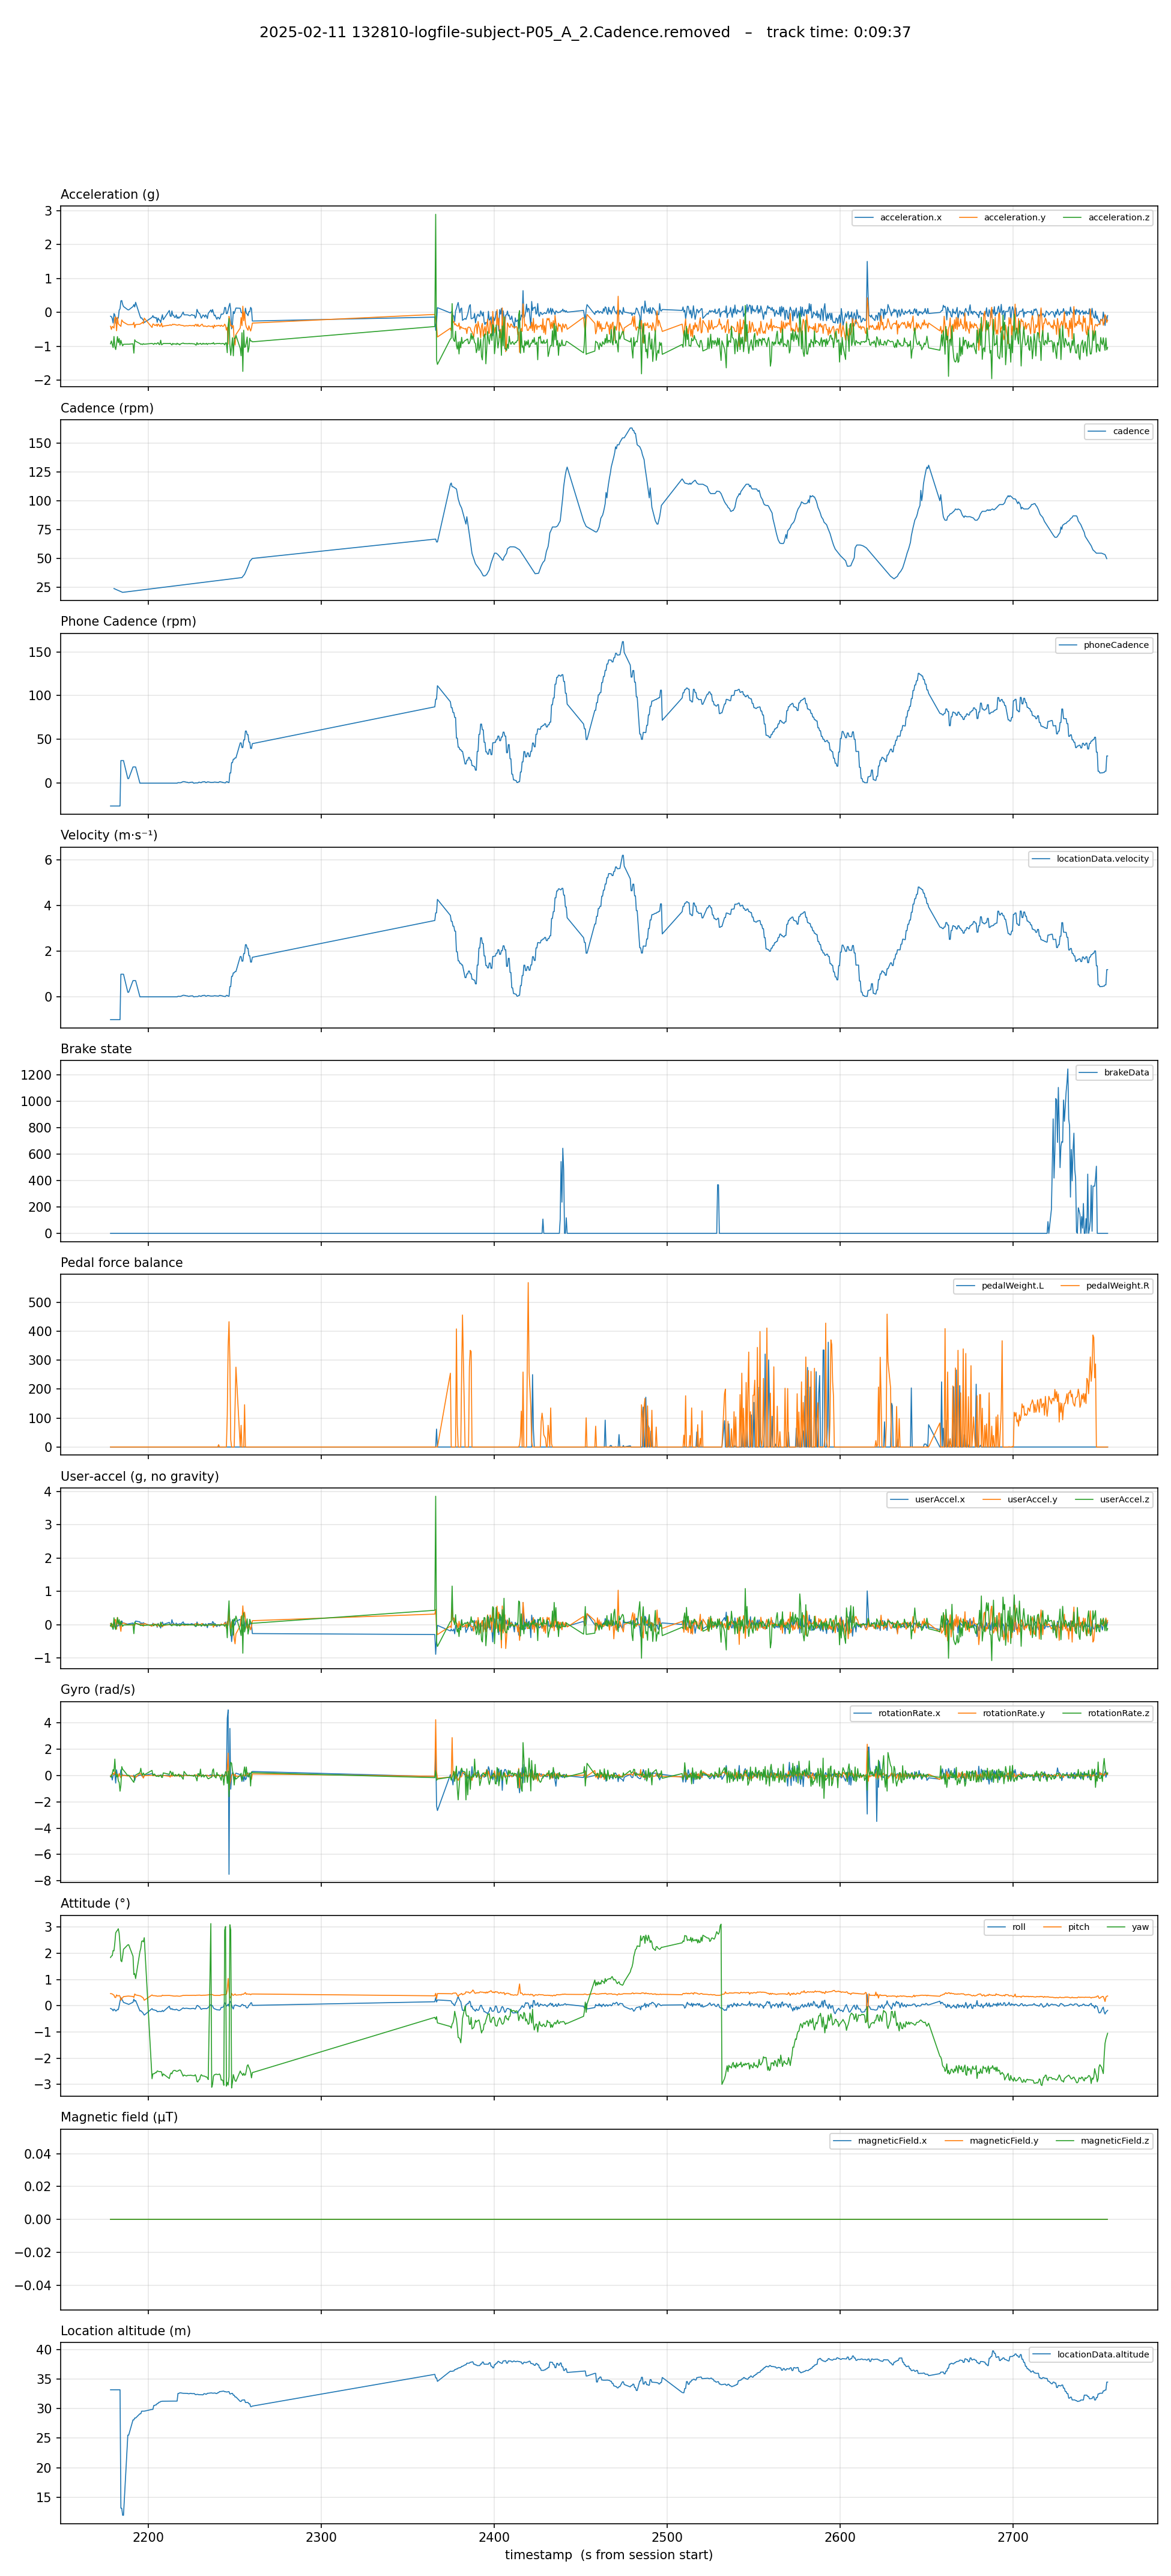 2025-02-11 132810-logfile-subject-P05_A_2.Cadence.removed – track time: 0:09:37
Acceleration (g)
acceleration.x acceleration.y acceleration.z
3
2
1
0
−1
−2
Cadence (rpm)
cadence
150
125
100
75
50
25
Phone Cadence (rpm)
phoneCadence
150
100
50
0
Velocity (m·s⁻¹)
locationData.velocity
6
4
2
0
Brake state
brakeData
1200
1000
800
600
400
200
0
Pedal force balance
pedalWeight.L pedalWeight.R
500
400
300
200
100
0
User-accel (g, no gravity)
userAccel.x userAccel.y userAccel.z
4
3
2
1
0
−1
Gyro (rad/s)
rotationRate.x rotationRate.y rotationRate.z
4
2
0
−2
−4
−6
−8
Attitude (°)
roll pitch yaw
3
2
1
0
−1
−2
−3
Magnetic field (µT)
magneticField.x magneticField.y magneticField.z
0.04
0.02
0.00
−0.02
−0.04
Location altitude (m)
locationData.altitude
40
35
30
25
20
15
2200 2300 2400 2500 2600 2700
timestamp (s from session start)